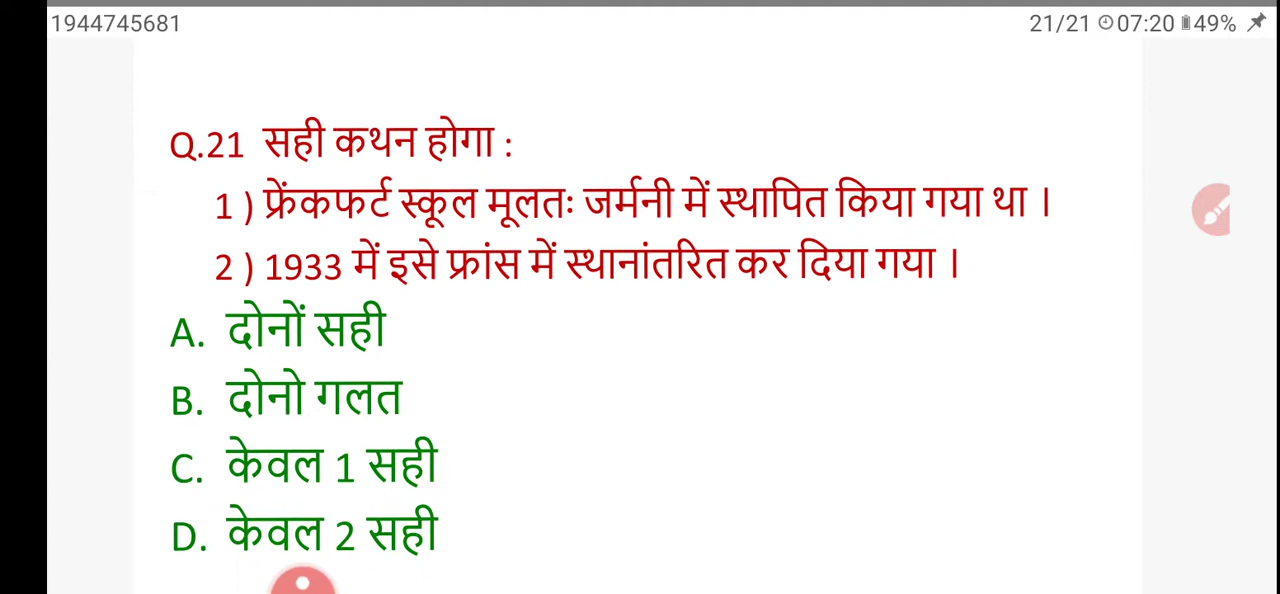 1944745681
21/21 07:20 49%
Q.21 सही कथन होगा :
1 ) फ्रेंकफर्ट स्कूल मूलतः जर्मनी में स्थापित किया गया था ।
2 ) 1933 में इसे फ्रांस में स्थानांतरित कर दिया गया ।
A. दोनों सही
B. दोनो गलत
C. केवल 1 सही
D. केवल 2 सही